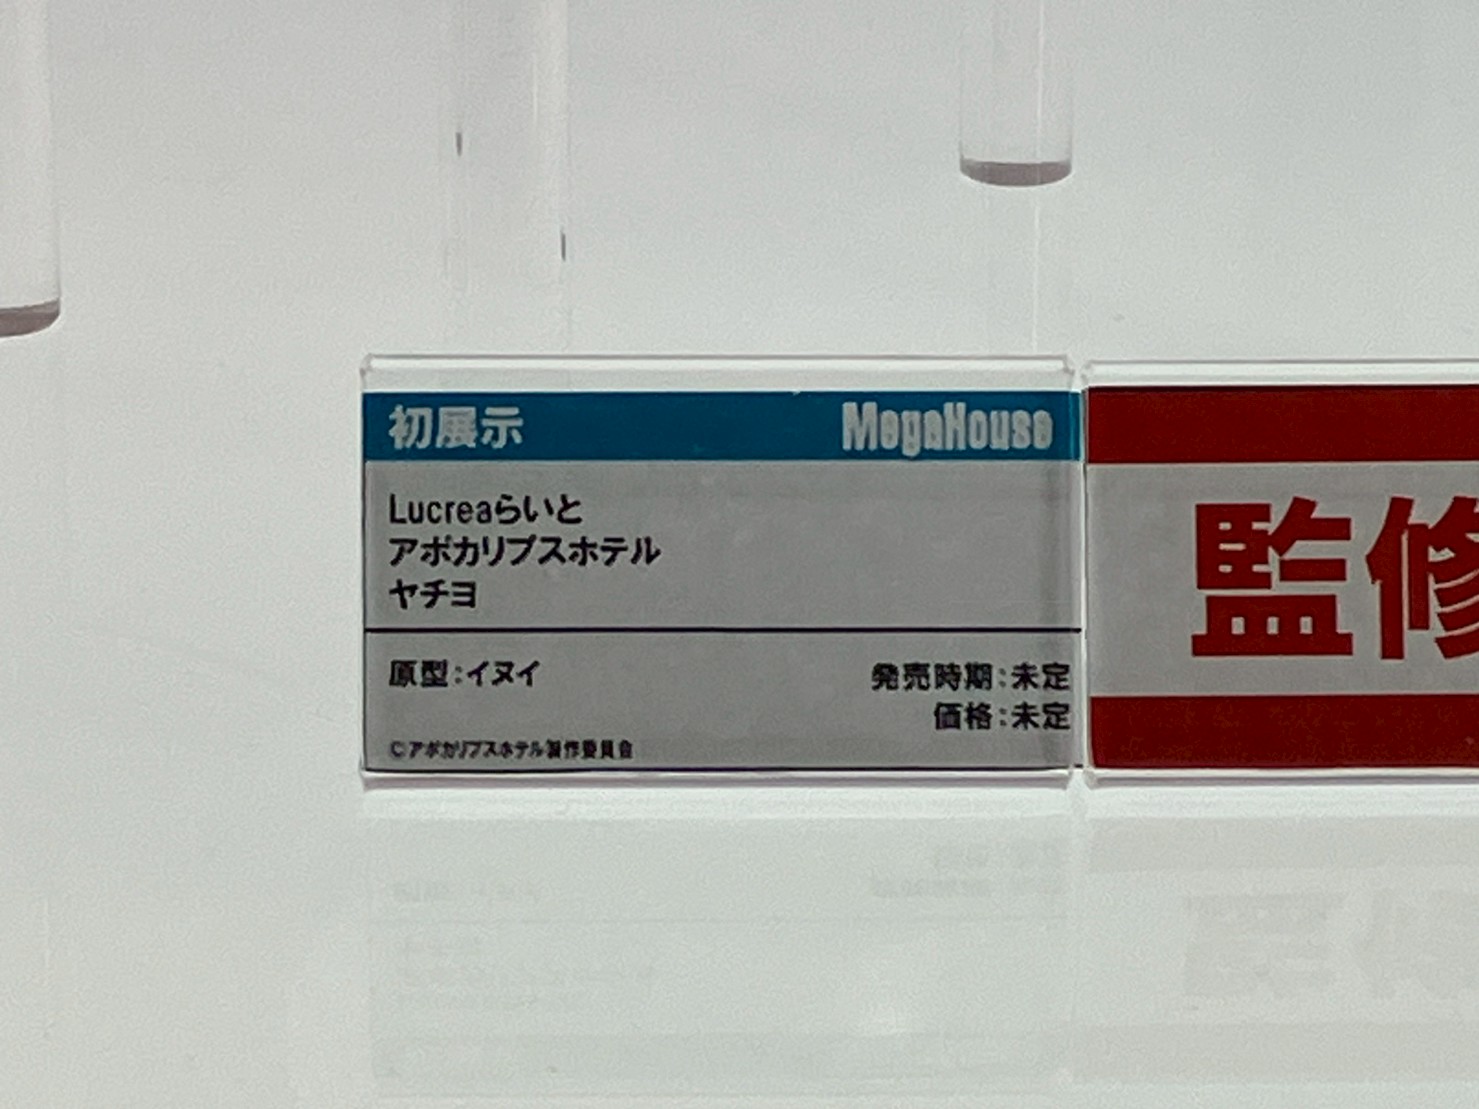 初展示 MegaHouse
Lucreaらいと
アポカリプスホテル
ヤチヨ
原型:イヌイ
発売時期:未定
価格:未定
©アポカリプスホテル製作委員会
監修